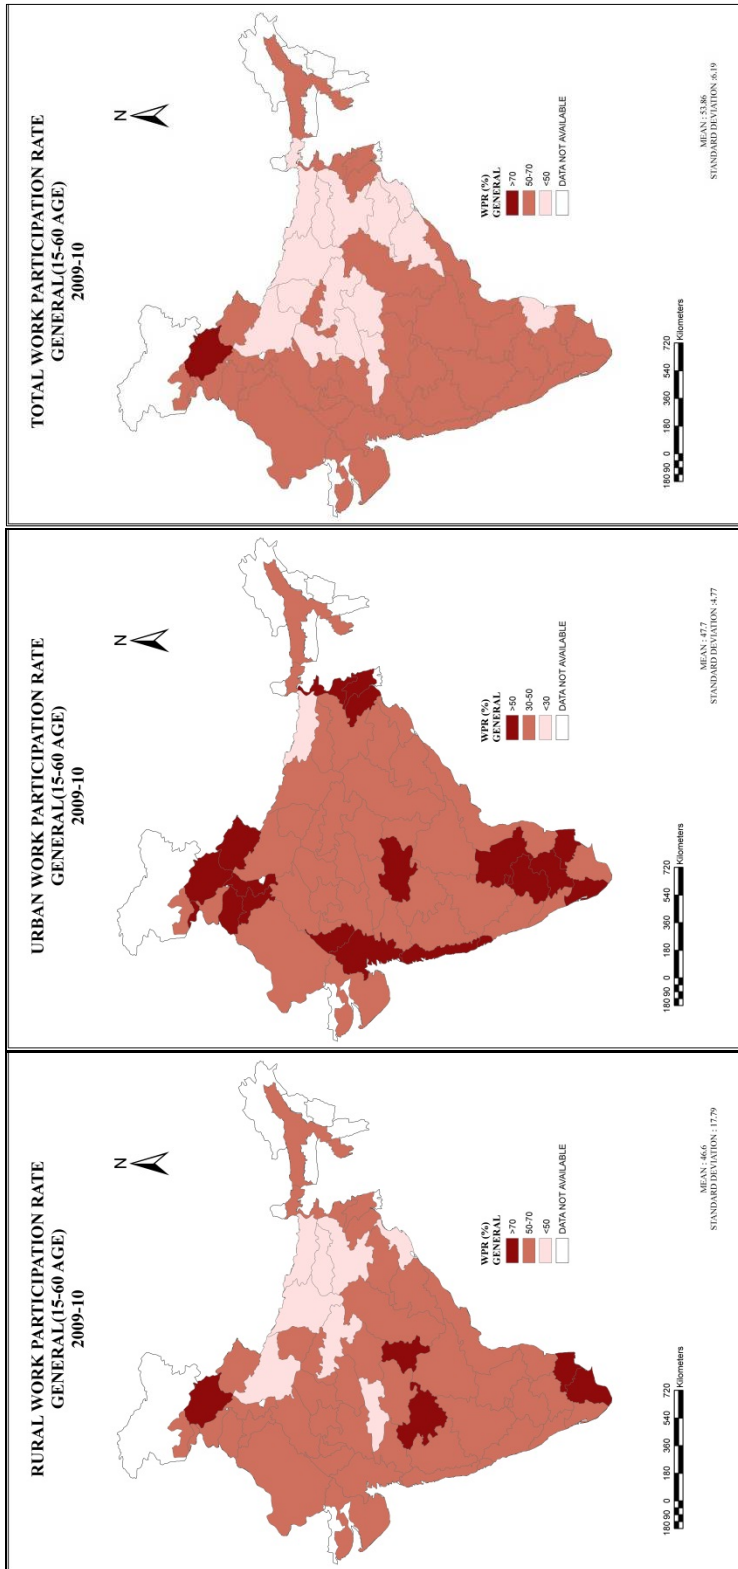 TOTAL WORK PARTICIPATION RATE
GENERAL(15-60 AGE)
2009-10
N
WPR (%)
GENERAL
>70
50-70
<50
DATA NOT AVAILABLE
180 90 0 180 360 540 720
Kilometers
MEAN : 53.86
STANDARD DEVIATION :6.19
URBAN WORK PARTICIPATION RATE
GENERAL(15-60 AGE)
2009-10
N
WPR (%)
GENERAL
>50
30-50
<30
DATA NOT AVAILABLE
180 90 0 180 360 540 720
Kilometers
MEAN : 47.7
STANDARD DEVIATION :4.77
RURAL WORK PARTICIPATION RATE
GENERAL(15-60 AGE)
2009-10
N
WPR (%)
GENERAL
>70
50-70
<50
DATA NOT AVAILABLE
180 90 0 180 360 540 720
Kilometers
MEAN : 46.6
STANDARD DEVIATION : 17.79